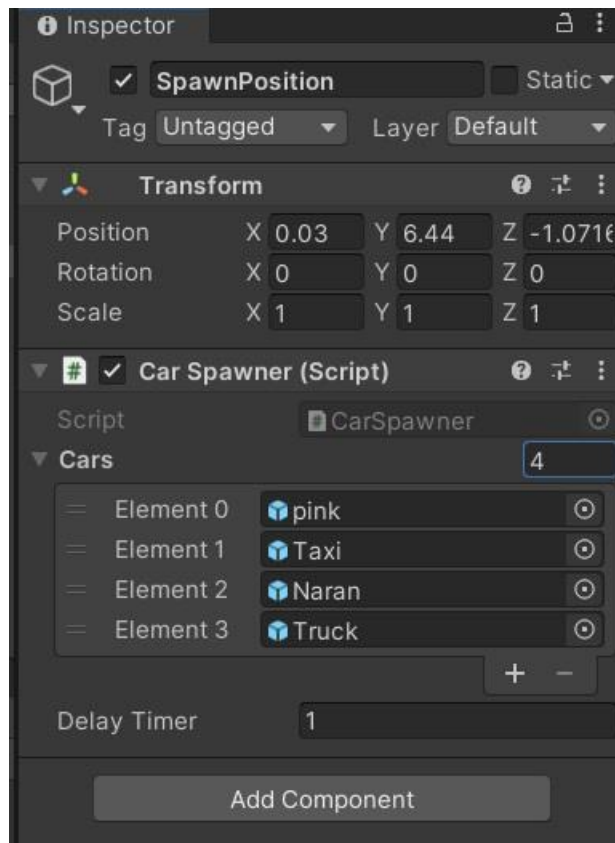 Inspector
SpawnPosition Static
Tag Untagged Layer Default
Transform
Position X 0.03 Y 6.44 Z -1.0716
Rotation X 0 Y 0 Z 0
Scale X 1 Y 1 Z 1
# Car Spawner (Script)
Script # CarSpawner
Cars 4
Element 0 pink
Element 1 Taxi
Element 2 Naran
Element 3 Truck
+ −
Delay Timer 1
Add Component